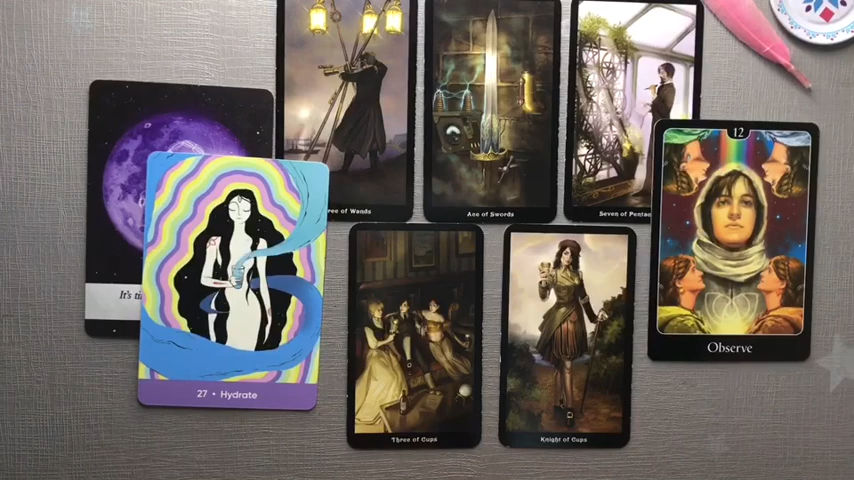 ree of Wands
Ace of Swords
Seven of Pentac
12
Observe
It's ti
27 • Hydrate
Three of Cups
Knight of Cups